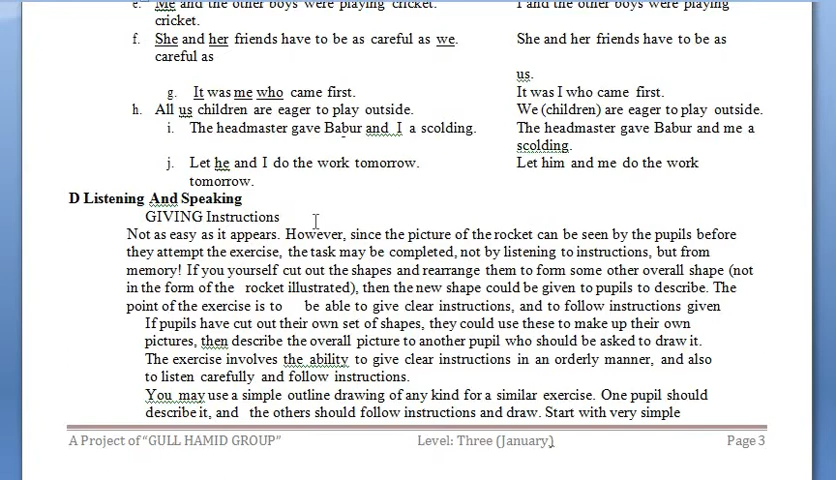 e. Me and the other boys were playing cricket. I and the other boys were playing
cricket.
f. She and her friends have to be as careful as we. She and her friends have to be as
careful as
us.
g. It was me who came first. It was I who came first.
h. All us children are eager to play outside. We (children) are eager to play outside.
i. The headmaster gave Babur and I a scolding. The headmaster gave Babur and me a
scolding.
j. Let he and I do the work tomorrow. Let him and me do the work
tomorrow.
D Listening And Speaking
GIVING Instructions
Not as easy as it appears. However, since the picture of the rocket can be seen by the pupils before
they attempt the exercise, the task may be completed, not by listening to instructions, but from
memory! If you yourself cut out the shapes and rearrange them to form some other overall shape (not
in the form of the rocket illustrated), then the new shape could be given to pupils to describe. The
point of the exercise is to be able to give clear instructions, and to follow instructions given
If pupils have cut out their own set of shapes, they could use these to make up their own
pictures, then describe the overall picture to another pupil who should be asked to draw it.
The exercise involves the ability to give clear instructions in an orderly manner, and also
to listen carefully and follow instructions.
You may use a simple outline drawing of any kind for a similar exercise. One pupil should
describe it, and the others should follow instructions and draw. Start with very simple
A Project of "GULL HAMID GROUP" Level: Three (January) Page 3